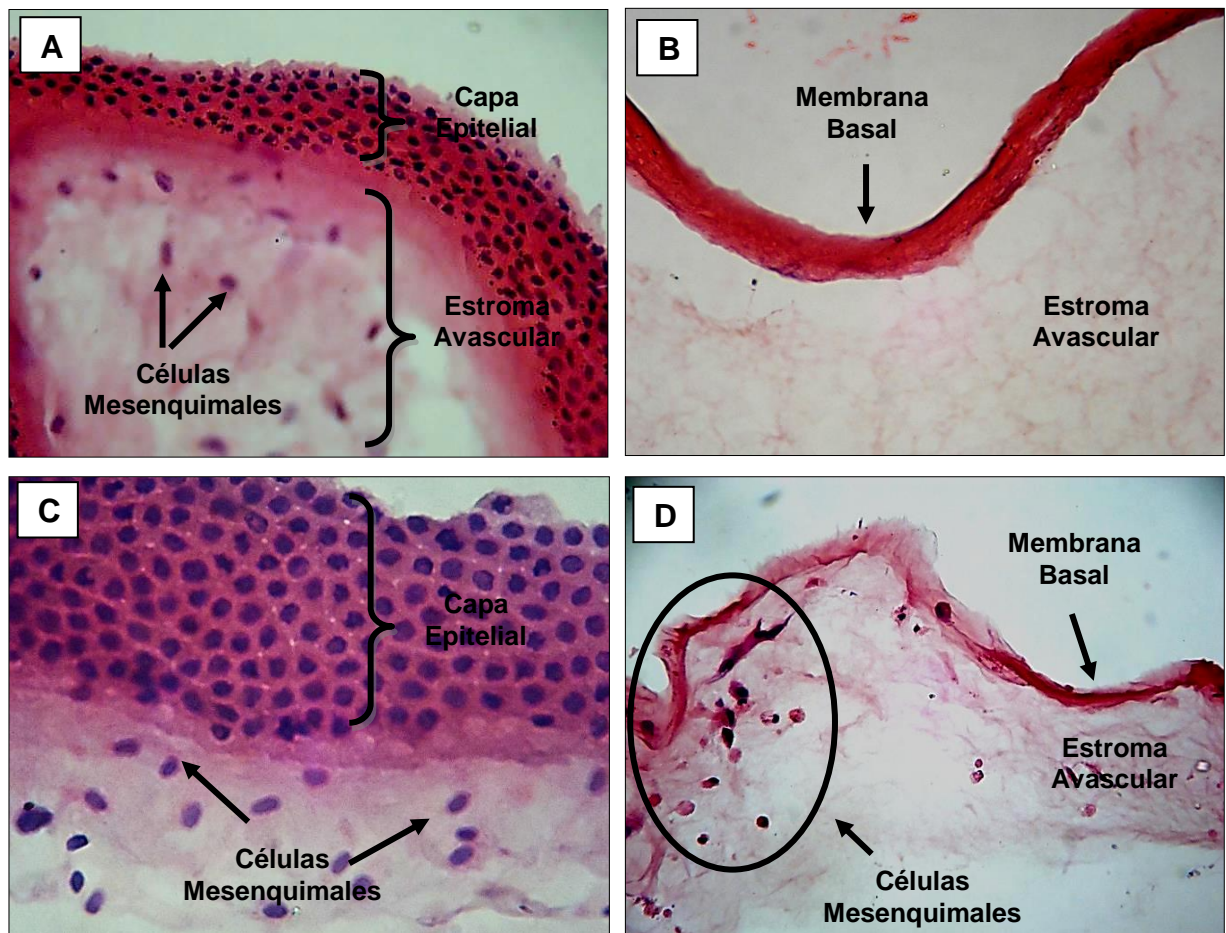 A
Capa
Epitelial
Estroma
Avascular
Células
Mesenquimales
B
Membrana
Basal
Estroma
Avascular
C
Capa
Epitelial
Células
Mesenquimales
D
Membrana
Basal
Estroma
Avascular
Células
Mesenquimales